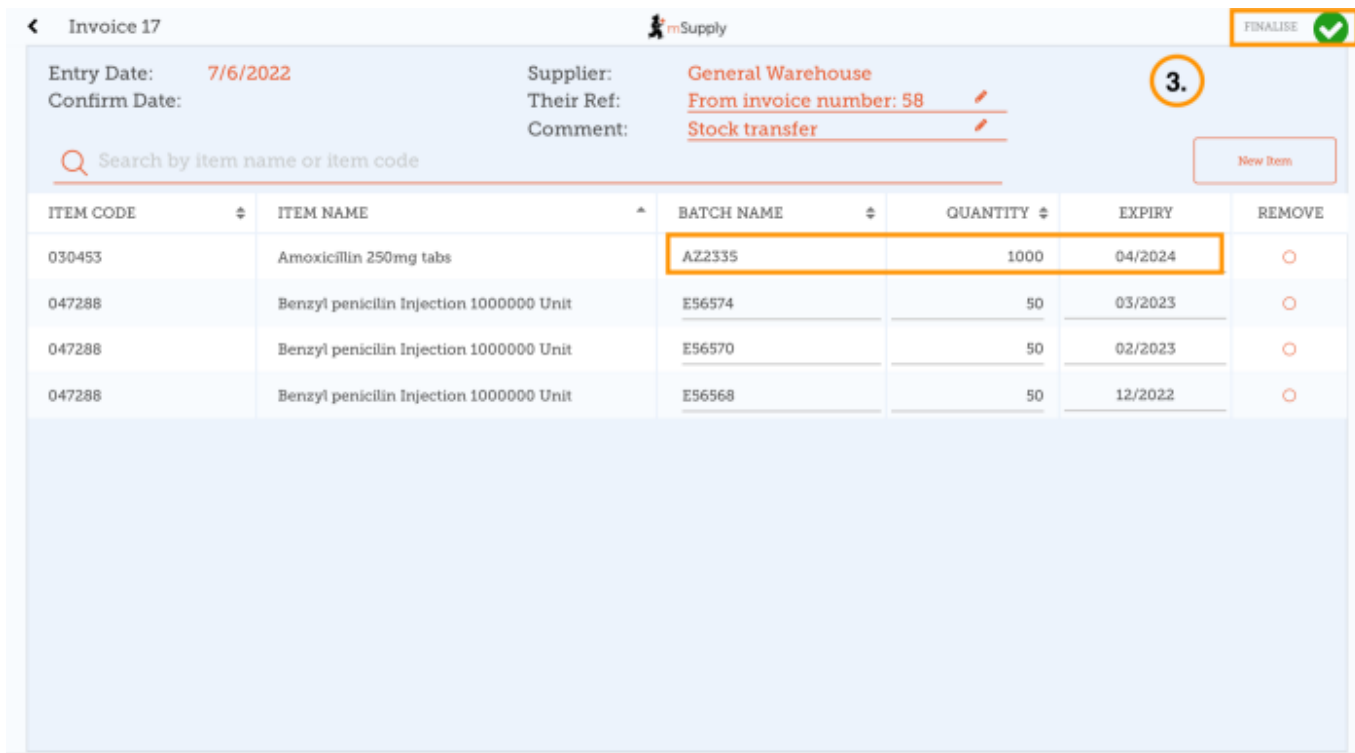 Invoice 17
mSupply
FINALISE
Entry Date: 7/6/2022
Supplier: General Warehouse
3.
Confirm Date:
Their Ref: From invoice number: 58
Comment: Stock transfer
Search by item name or item code
New Item
ITEM CODE ITEM NAME BATCH NAME QUANTITY EXPIRY REMOVE
030453 Amoxicillin 250mg tabs AZ2335 1000 04/2024
047288 Benzyl penicilin Injection 1000000 Unit E56574 50 03/2023
047288 Benzyl penicilin Injection 1000000 Unit E56570 50 02/2023
047288 Benzyl penicilin Injection 1000000 Unit E56568 50 12/2022